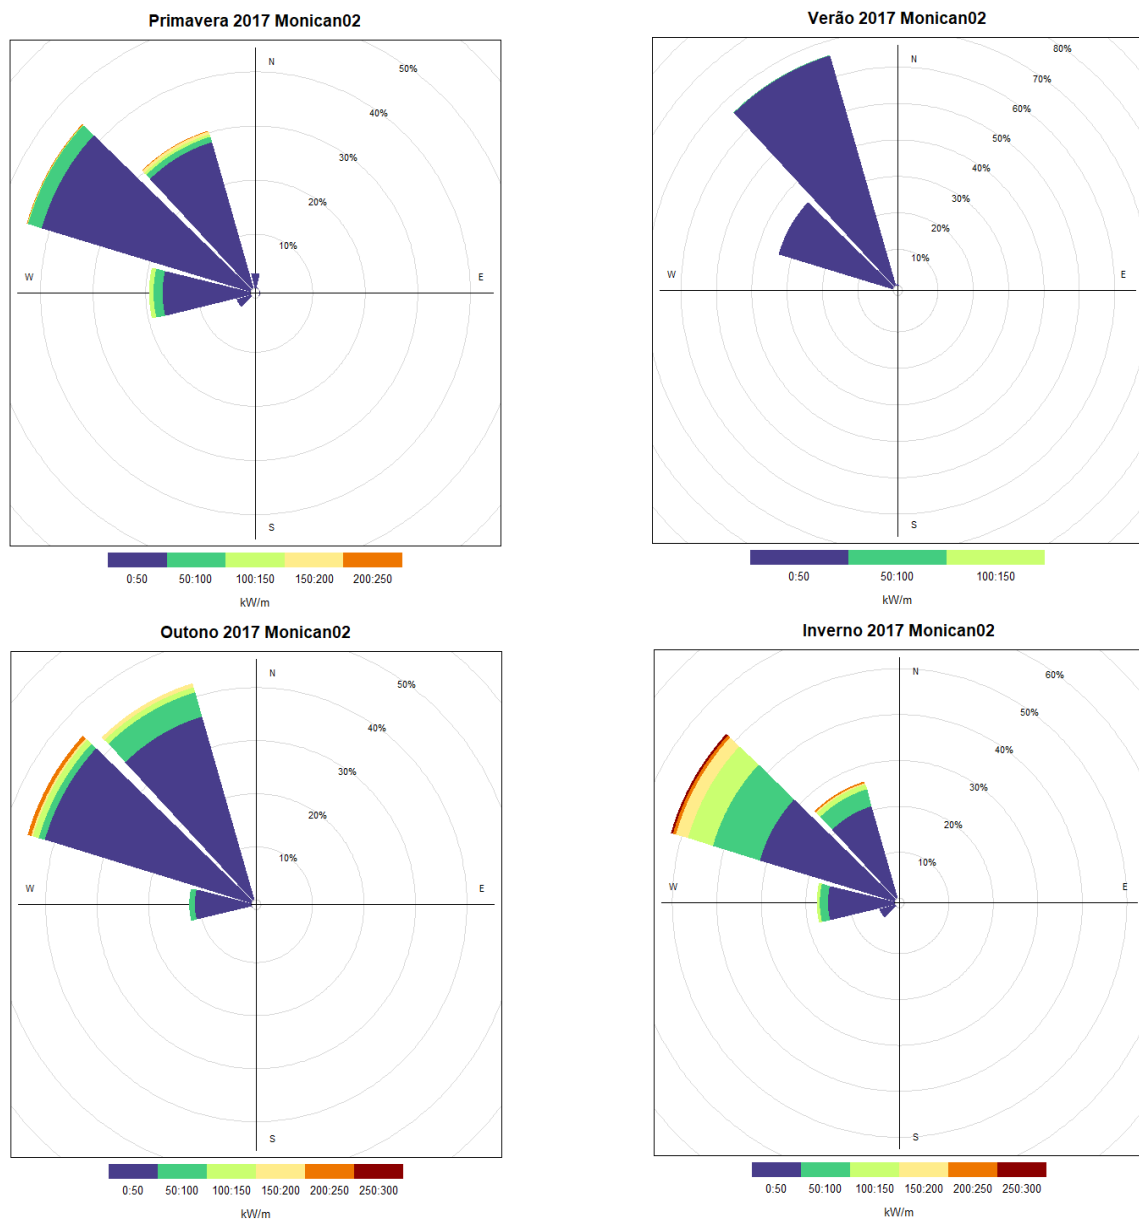 Primavera 2017 Monican02
N
50%
40%
30%
20%
10%
W
E
S
0:50 50:100 100:150 150:200 200:250
kW/m
Verão 2017 Monican02
N
80%
70%
60%
50%
40%
30%
20%
10%
W
E
S
0:50 50:100 100:150
kW/m
Outono 2017 Monican02
N
50%
40%
30%
20%
10%
W
E
S
0:50 50:100 100:150 150:200 200:250 250:300
kW/m
Inverno 2017 Monican02
N
60%
50%
40%
30%
20%
10%
W
E
S
0:50 50:100 100:150 150:200 200:250 250:300
kW/m